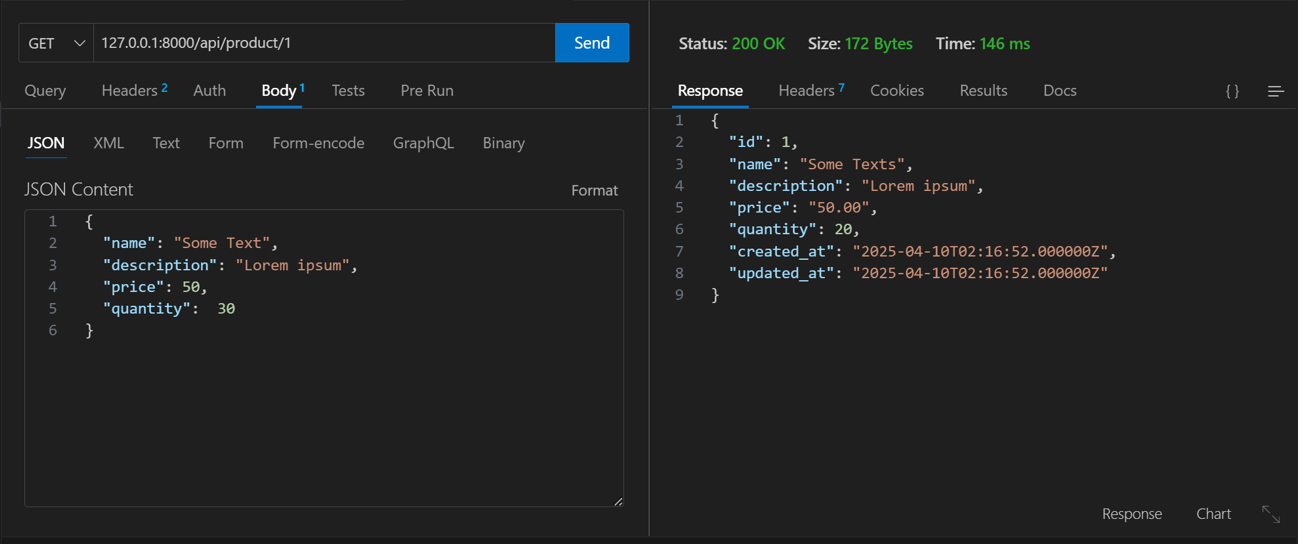 GET 127.0.0.1:8000/api/product/1 Send
Query Headers 2 Auth Body 1 Tests Pre Run
JSON XML Text Form Form-encode GraphQL Binary
JSON Content Format
1 {
2 "name": "Some Text",
3 "description": "Lorem ipsum",
4 "price": 50,
5 "quantity":  30
6 }
Status: 200 OK Size: 172 Bytes Time: 146 ms
Response Headers 7 Cookies Results Docs { }
1 {
2 "id": 1,
3 "name": "Some Texts",
4 "description": "Lorem ipsum",
5 "price": "50.00",
6 "quantity": 20,
7 "created_at": "2025-04-10T02:16:52.000000Z",
8 "updated_at": "2025-04-10T02:16:52.000000Z"
9 }
Response Chart